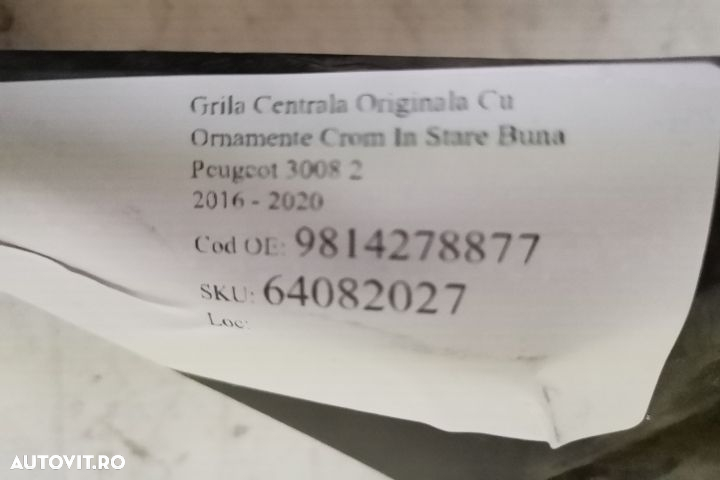 Grila Centrala Originala Cu
Ornamente Crom In Stare Buna
Peugeot 3008 2
2016 - 2020
Cod OE: 9814278877
SKU: 64082027
Loc:
AUTOVIT.RO